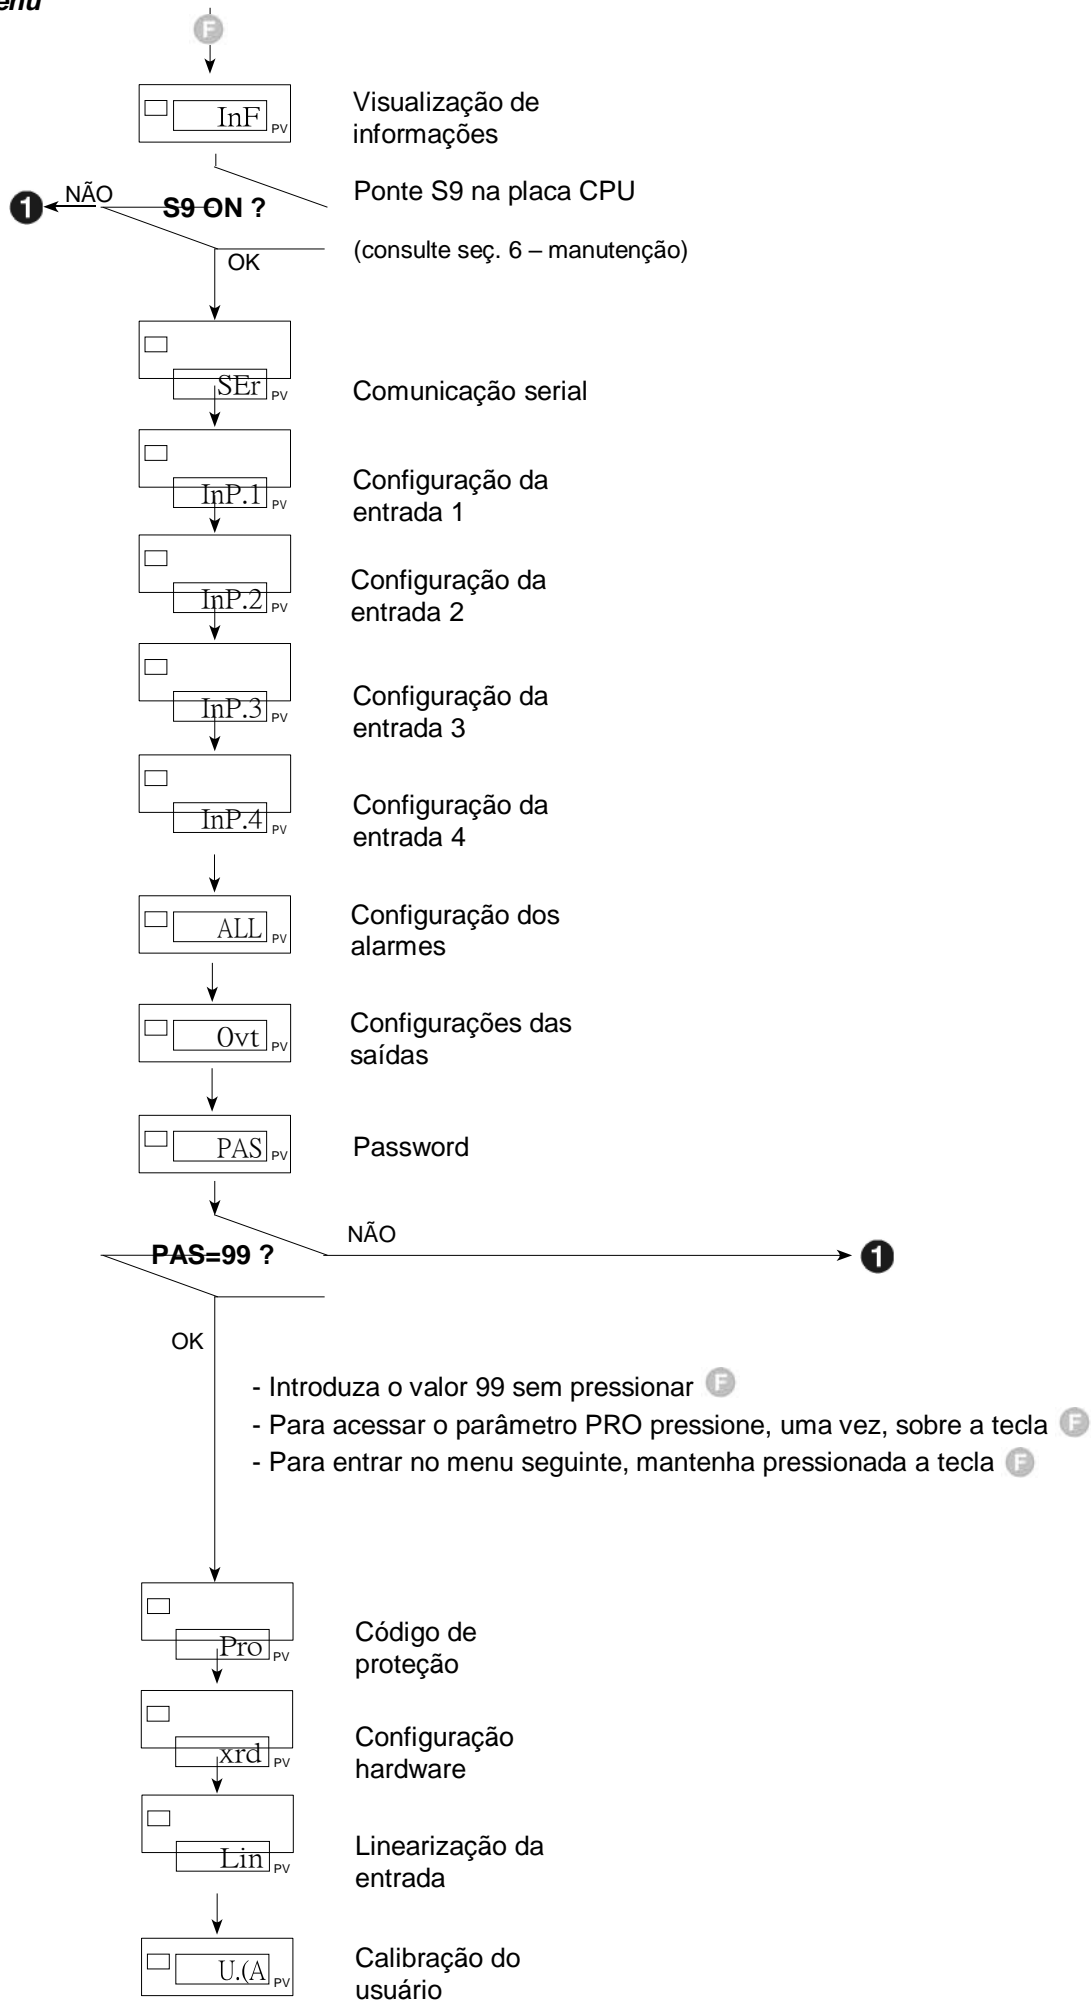 enu
F
InF PV
Visualização de
informações
Ponte S9 na placa CPU
1 NÃO
S9 ON ?
(consulte seç. 6 – manutenção)
OK
SEr PV
Comunicação serial
InP.1 PV
Configuração da
entrada 1
InP.2 PV
Configuração da
entrada 2
InP.3 PV
Configuração da
entrada 3
InP.4 PV
Configuração da
entrada 4
ALL PV
Configuração dos
alarmes
Ovt PV
Configurações das
saídas
PAS PV
Password
NÃO
PAS=99 ?
1
OK
- Introduza o valor 99 sem pressionar F
- Para acessar o parâmetro PRO pressione, uma vez, sobre a tecla F
- Para entrar no menu seguinte, mantenha pressionada a tecla F
Pro PV
Código de
proteção
xrd PV
Configuração
hardware
Lin PV
Linearização da
entrada
U.(A PV
Calibração do
usuário